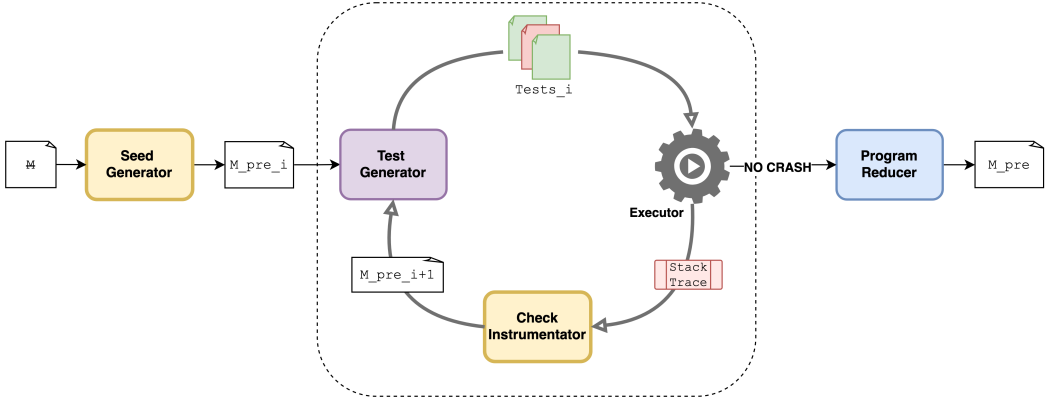 M
Seed
Generator
M_pre_i
Test
Generator
Tests_i
Executor
NO CRASH
Stack
Trace
Check
Instrumentator
M_pre_i+1
Program
Reducer
M_pre